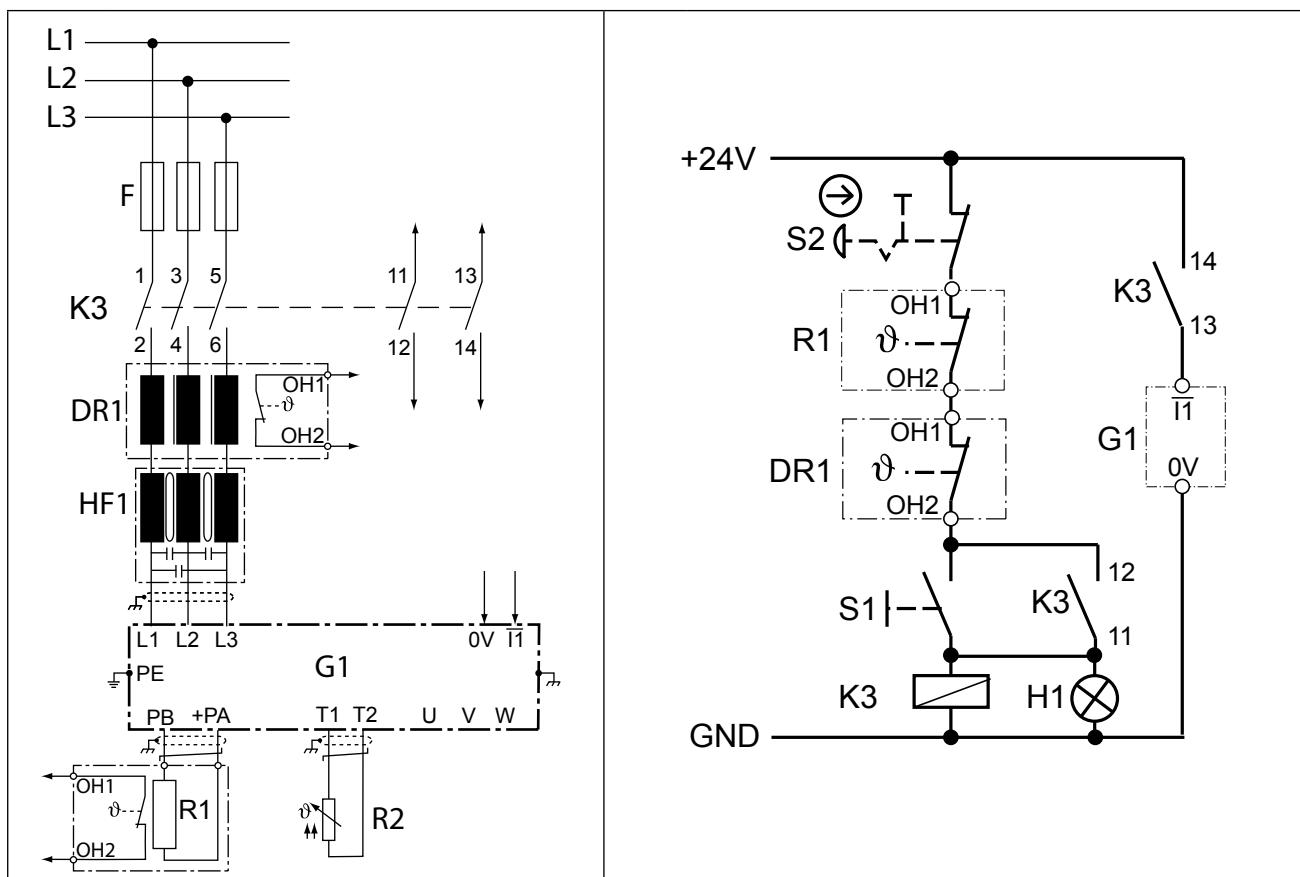 L1
L2
L3
F
1 3 5 11 13
K3
2 4 6 12 14
DR1
OH1
ϑ
OH2
HF1
L1 L2 L3 0V I1
PE
G1
PB +PA T1 T2 U V W
OH1
ϑ
R1
OH2
ϑ
R2
+24V
S2
OH1
R1
ϑ
OH2
OH1
DR1
ϑ
OH2
S1
K3
12
11
K3
H1
GND
14
K3
13
I1
G1
0V